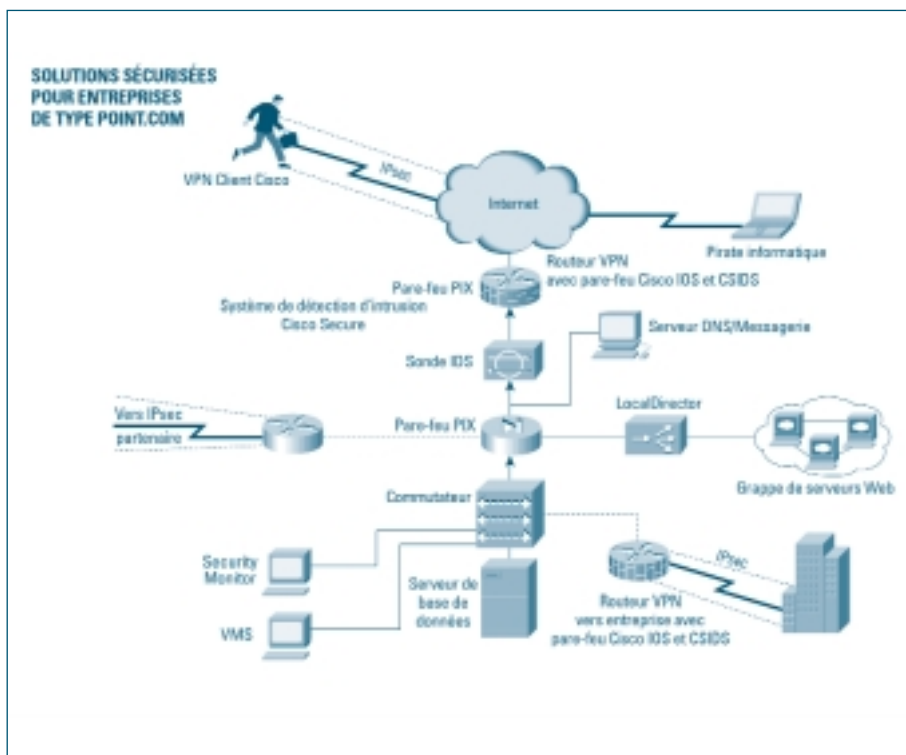 SOLUTIONS SÉCURISÉES
POUR ENTREPRISES
DE TYPE POINT.COM
VPN Client Cisco
IPsec
Internet
Pirate informatique
Routeur VPN
avec pare-feu Cisco IOS et CSIDS
Pare-feu PIX
Système de détection d'intrusion
Cisco Secure
Serveur DNS/Messagerie
Sonde IDS
Vers IPsec
partenaire
Pare-feu PIX
LocalDirector
Grappe de serveurs Web
Commutateur
Security
Monitor
VMS
Serveur de
base de
données
IPsec
Routeur VPN
vers entreprise avec
pare-feu Cisco IOS et CSIDS